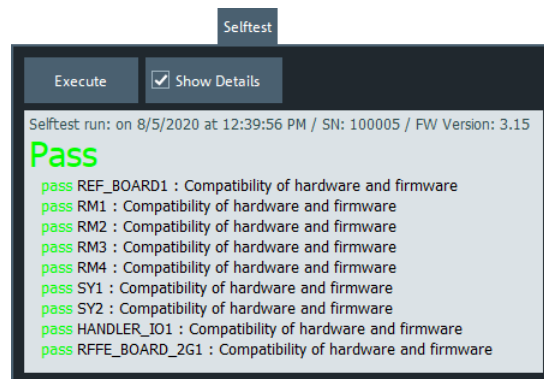 Selftest
Execute
Show Details
Selftest run: on 8/5/2020 at 12:39:56 PM / SN: 100005 / FW Version: 3.15
Pass
pass REF_BOARD1 : Compatibility of hardware and firmware
pass RM1 : Compatibility of hardware and firmware
pass RM2 : Compatibility of hardware and firmware
pass RM3 : Compatibility of hardware and firmware
pass RM4 : Compatibility of hardware and firmware
pass SY1 : Compatibility of hardware and firmware
pass SY2 : Compatibility of hardware and firmware
pass HANDLER_IO1 : Compatibility of hardware and firmware
pass RFFE_BOARD_2G1 : Compatibility of hardware and firmware